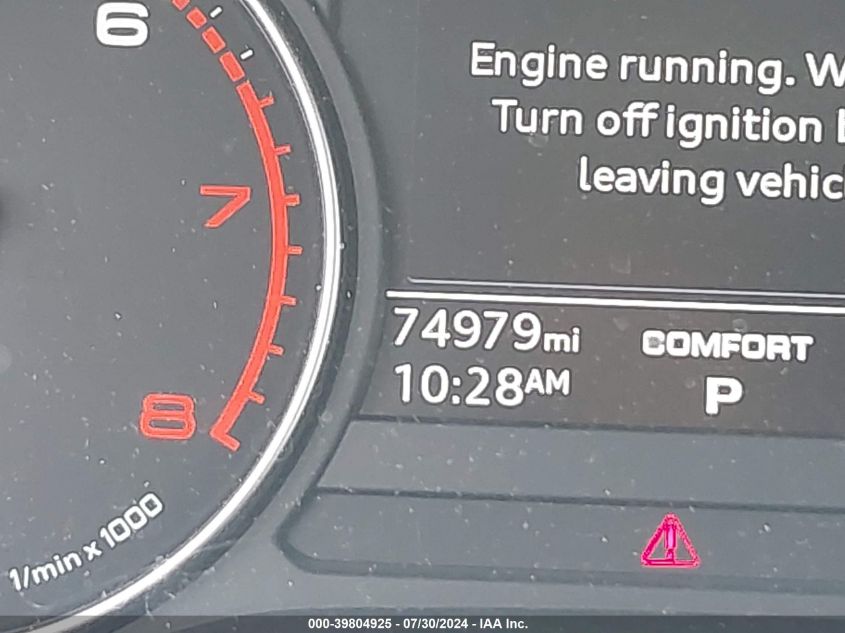 6
Engine running. W
Turn off ignition
leaving vehic
7
74979mi
COMFORT
10:28AM
P
8
1/min x 1000
000-39804925 - 07/30/2024 - IAA Inc.